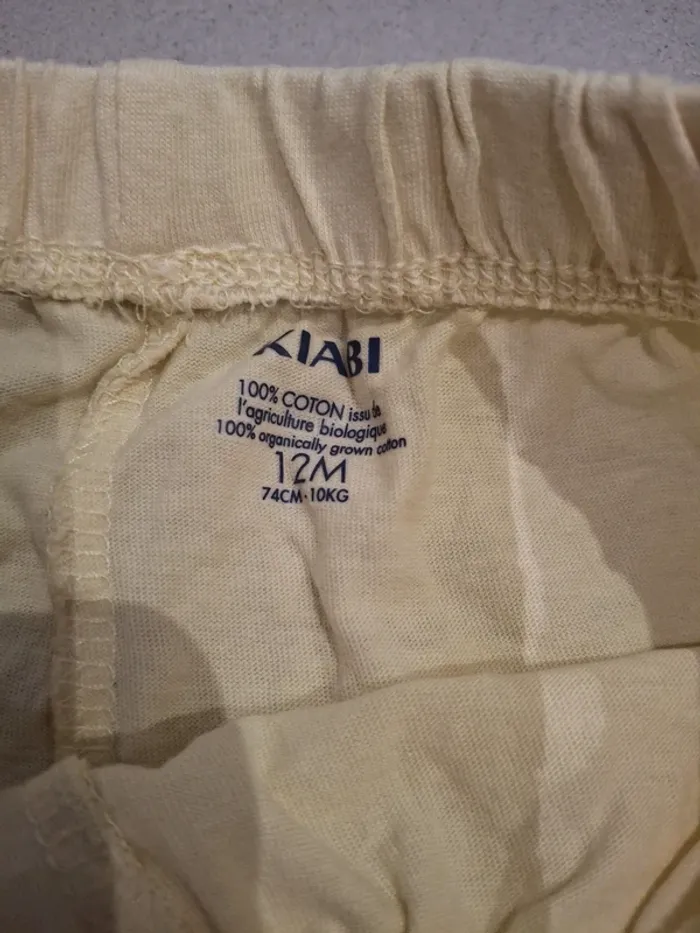 KIABI
100% COTON issu de
l'agriculture biologique
100% organically grown cotton
12M
74CM·10KG